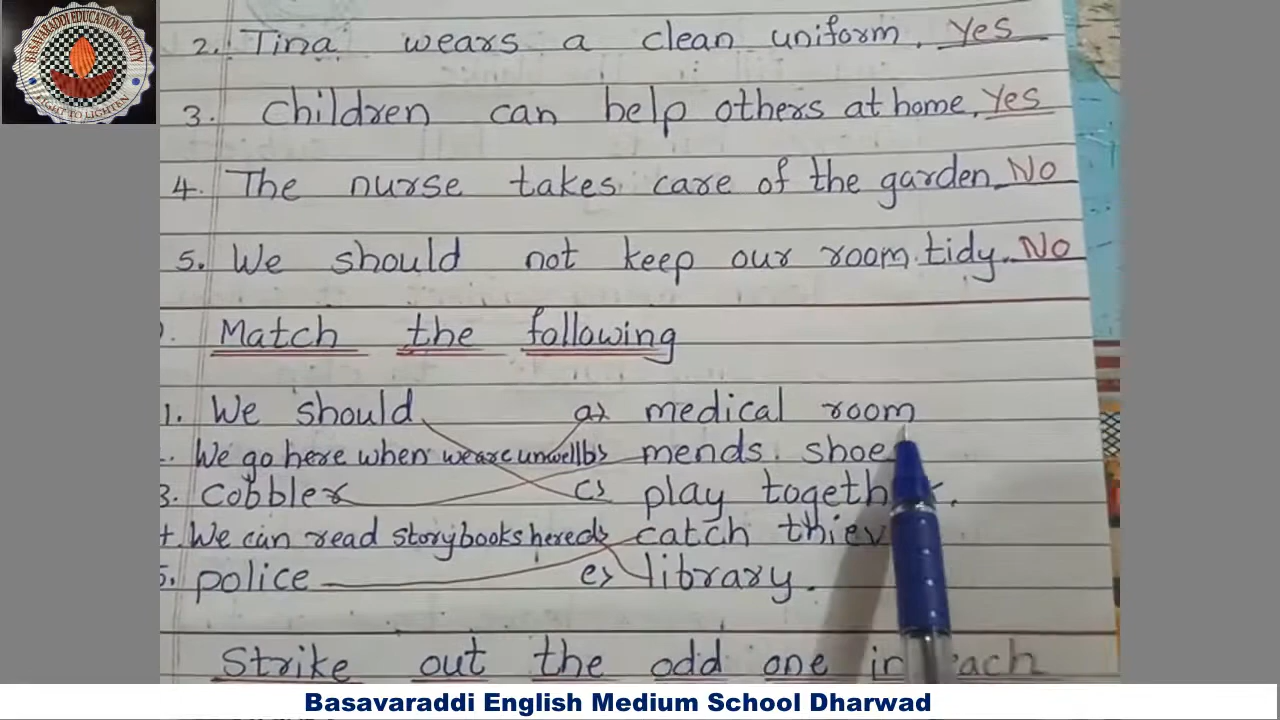 BASAVARADDI EDUCATION SOCIETY
2. Tina wears a clean uniform. Yes
3. Children can help others at home. Yes
4. The nurse takes care of the garden. No
5. We should not keep our room tidy. No
Match the following
1. We should a) medical room
We go here when we are unwell b) mends shoe
3. Cobbler c) play togeth r.
We can read storybooks here d) catch thiev
5. police e) library.
Strike out the odd one in each
Basavaraddi English Medium School Dharwad